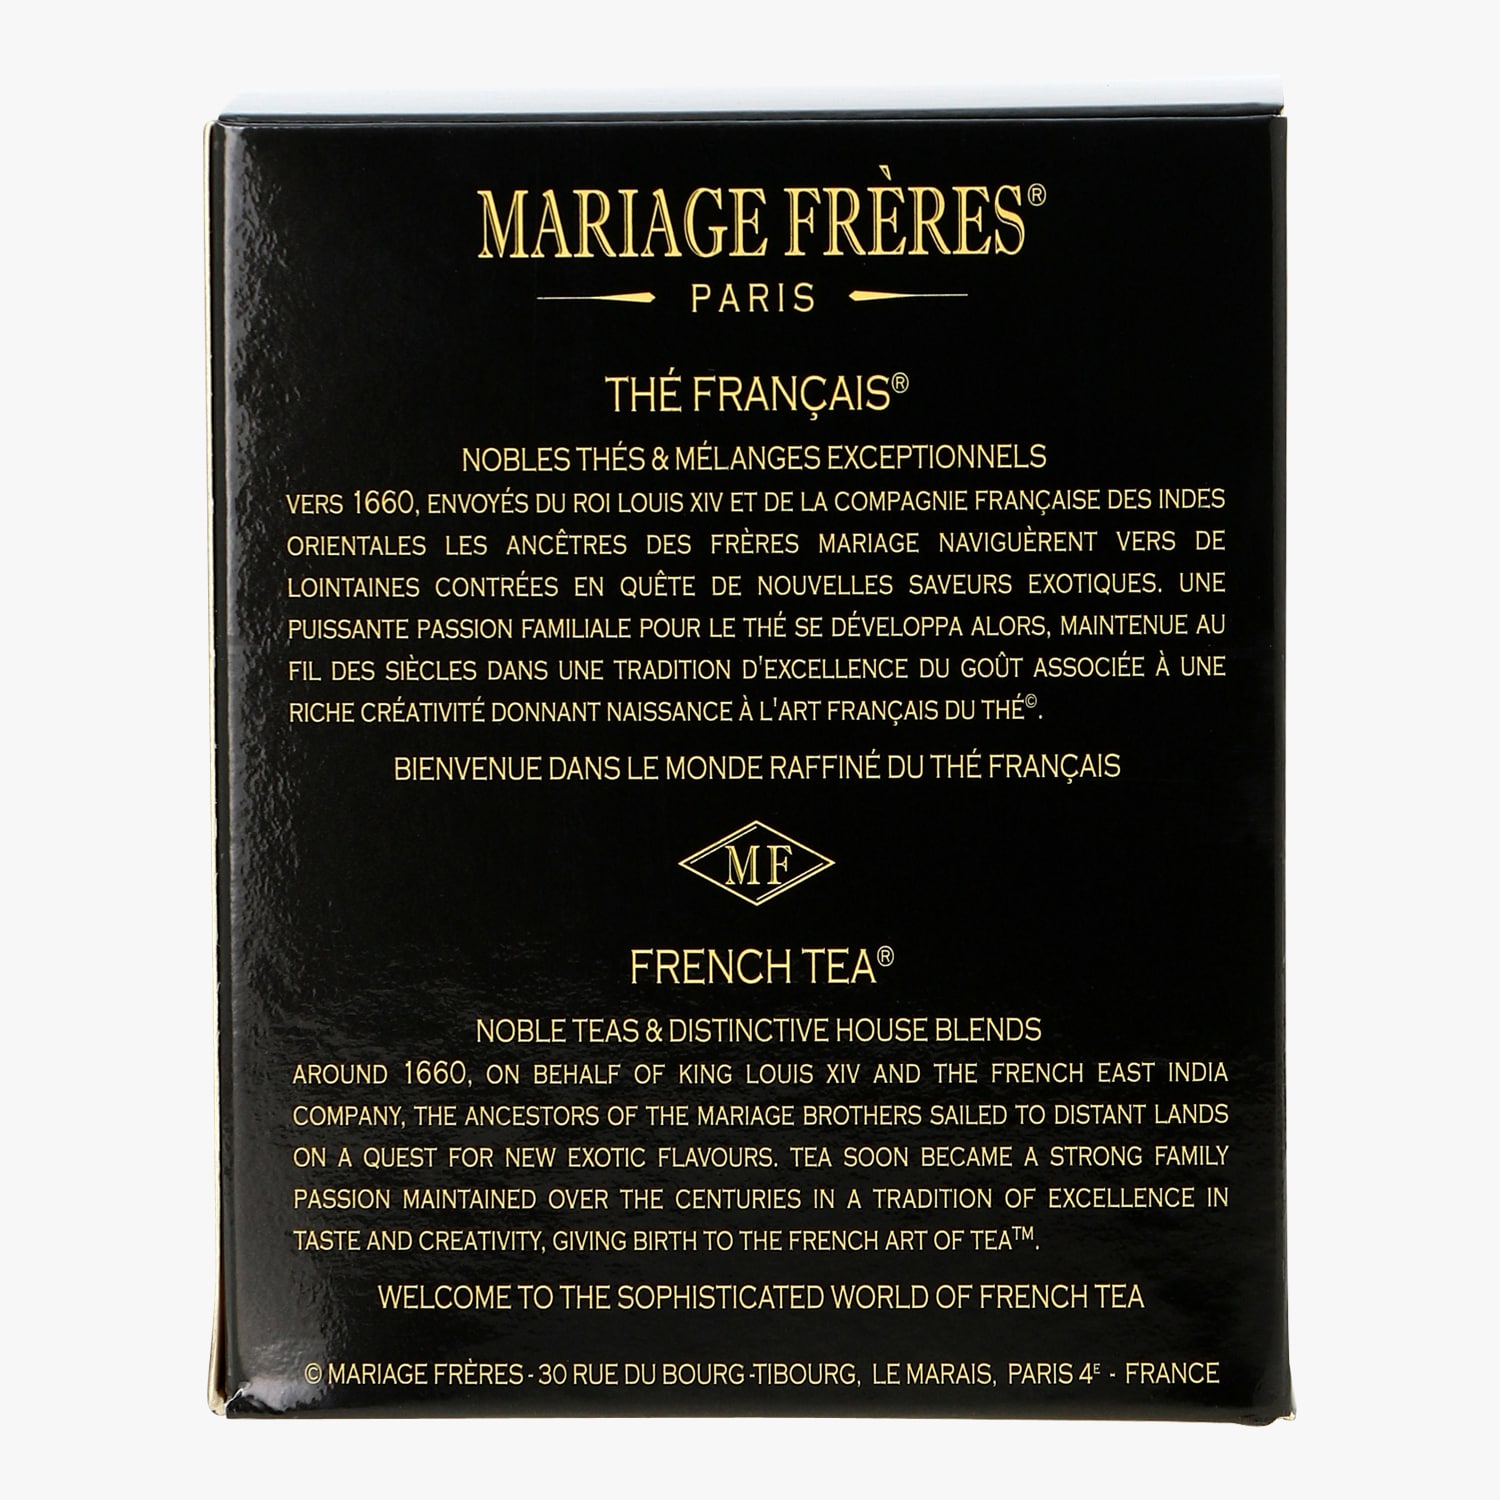 MARIAGE FRÈRES®
PARIS
THÉ FRANÇAIS®
NOBLES THÉS & MÉLANGES EXCEPTIONNELS
VERS 1660, ENVOYÉS DU ROI LOUIS XIV ET DE LA COMPAGNIE FRANÇAISE DES INDES
ORIENTALES LES ANCÊTRES DES FRÈRES MARIAGE NAVIGUÈRENT VERS DE
LOINTAINES CONTRÉES EN QUÊTE DE NOUVELLES SAVEURS EXOTIQUES. UNE
PUISSANTE PASSION FAMILIALE POUR LE THÉ SE DÉVELOPPA ALORS, MAINTENUE AU
FIL DES SIÈCLES DANS UNE TRADITION D'EXCELLENCE DU GOÛT ASSOCIÉE À UNE
RICHE CRÉATIVITÉ DONNANT NAISSANCE À L'ART FRANÇAIS DU THÉ©.
BIENVENUE DANS LE MONDE RAFFINÉ DU THÉ FRANÇAIS
MF
FRENCH TEA®
NOBLE TEAS & DISTINCTIVE HOUSE BLENDS
AROUND 1660, ON BEHALF OF KING LOUIS XIV AND THE FRENCH EAST INDIA
COMPANY, THE ANCESTORS OF THE MARIAGE BROTHERS SAILED TO DISTANT LANDS
ON A QUEST FOR NEW EXOTIC FLAVOURS. TEA SOON BECAME A STRONG FAMILY
PASSION MAINTAINED OVER THE CENTURIES IN A TRADITION OF EXCELLENCE IN
TASTE AND CREATIVITY, GIVING BIRTH TO THE FRENCH ART OF TEA™.
WELCOME TO THE SOPHISTICATED WORLD OF FRENCH TEA
© MARIAGE FRÈRES - 30 RUE DU BOURG-TIBOURG, LE MARAIS, PARIS 4E - FRANCE